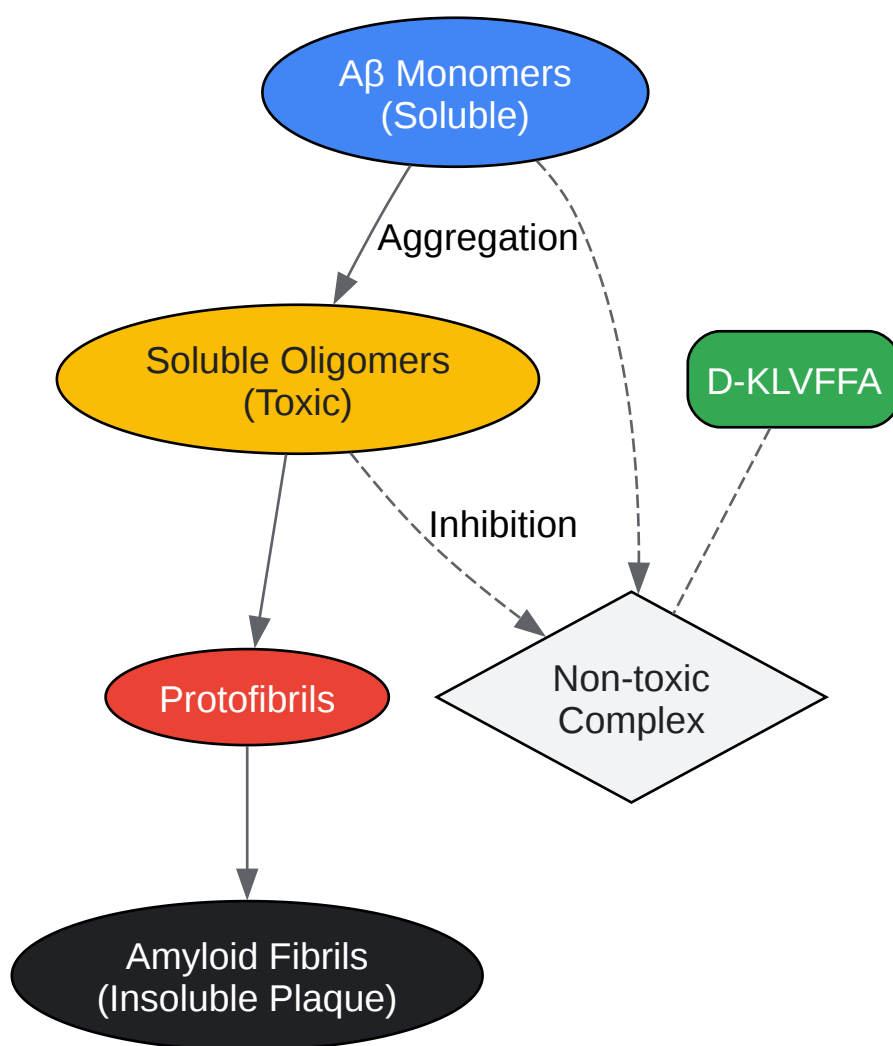 Aβ Monomers
(Soluble)
Aggregation
Soluble Oligomers
(Toxic)
D-KLVFFA
Inhibition
Protofibrils
Non-toxic
Complex
Amyloid Fibrils
(Insoluble Plaque)